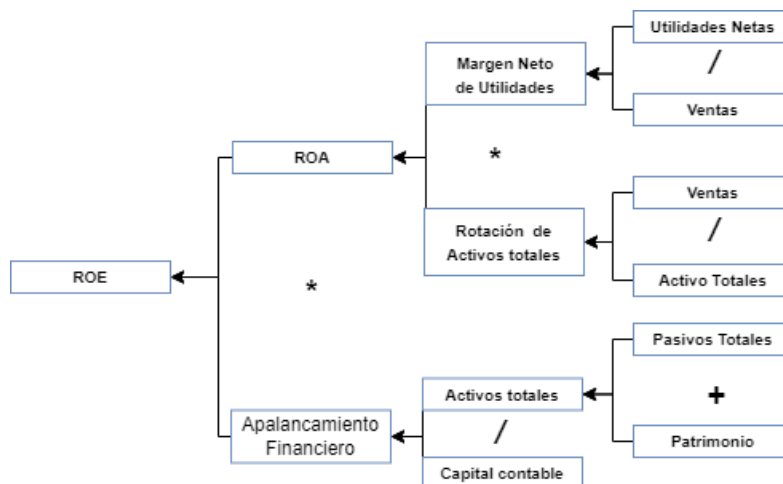 Utilidades Netas
/
Margen Neto
de Utilidades
Ventas
ROA
*
Ventas
Rotación de
Activos totales
/
ROE
*
Activo Totales
Pasivos Totales
Activos totales
+
Apalancamiento
Financiero
/
Patrimonio
Capital contable